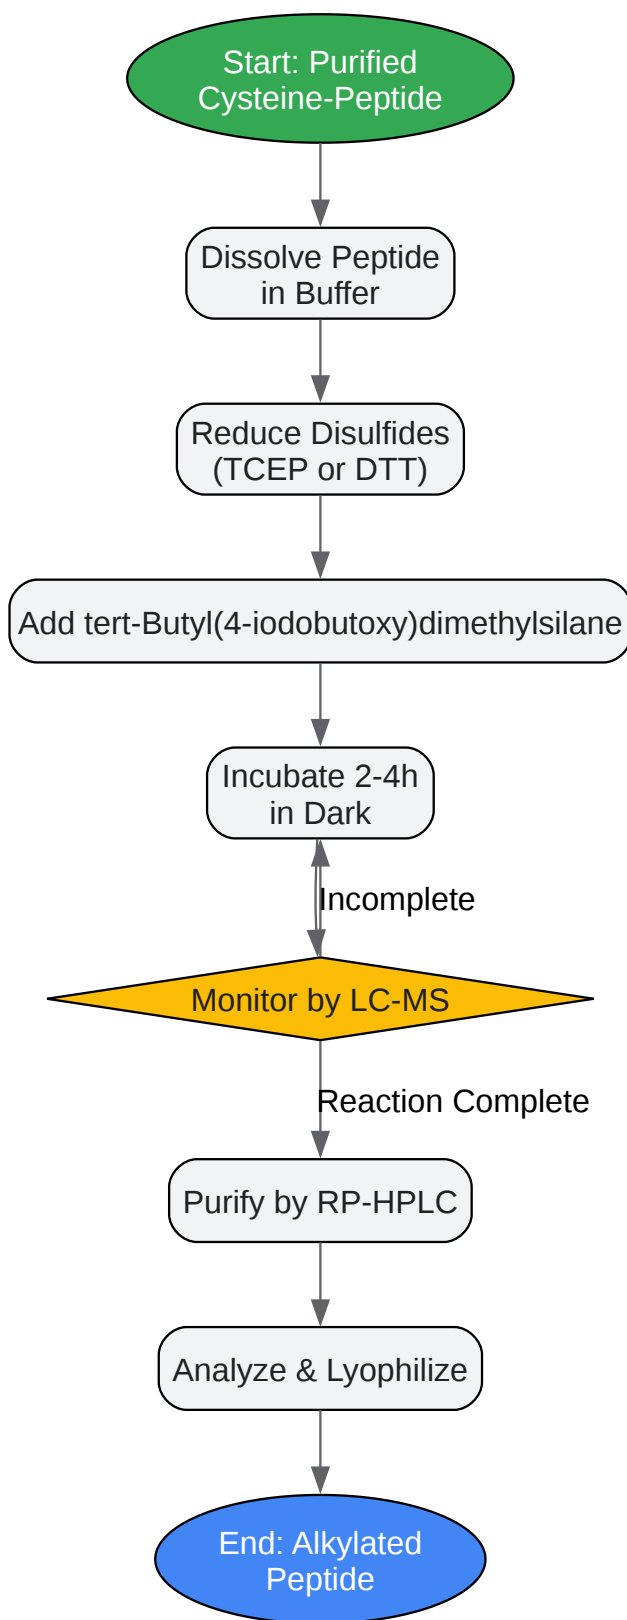 Start: Purified
Cysteine-Peptide
Dissolve Peptide
in Buffer
Reduce Disulfides
(TCEP or DTT)
Add tert-Butyl(4-iodobutoxy)dimethylsilane
Incubate 2-4h
in Dark
Incomplete
Monitor by LC-MS
Reaction Complete
Purify by RP-HPLC
Analyze & Lyophilize
End: Alkylated
Peptide